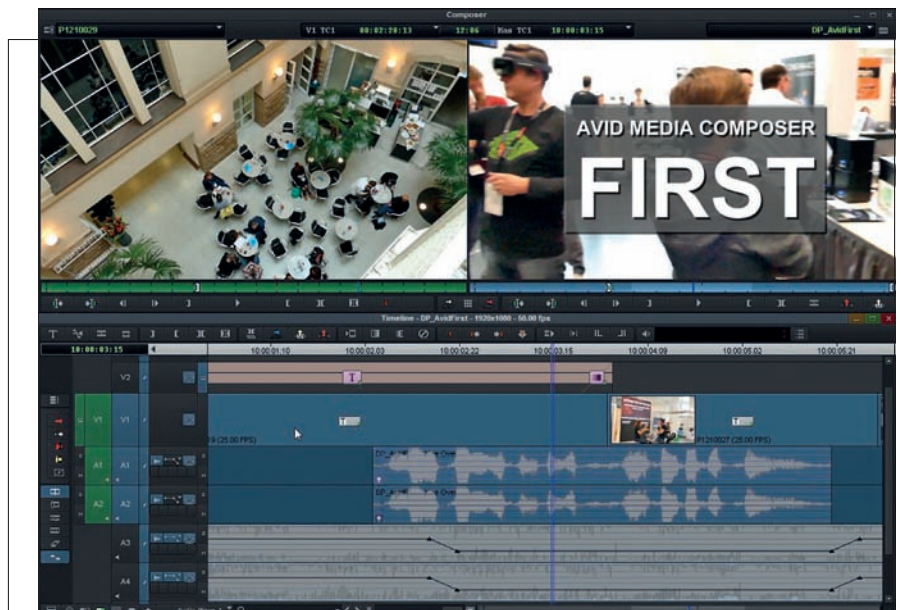 Composer
P1210029
V1 TC1 00:02:20:13 12:06 Mas TC1 10:00:03:15
DP_AvidFirst
AVID MEDIA COMPOSER
FIRST
Timeline - DP_AvidFirst - 1920x1080 - 50.00 fps
10:00:03:15
10:00:01:10 10:00:02:03 10:00:02:22 10:00:03:15 10:00:04:09 10:00:05:02 10:00:05:21
V2
T
V1 V1
T
T
19 (25.00 FPS)
P1210027 (25.00 FPS)
A1 A1
A2 A2
A3
A4